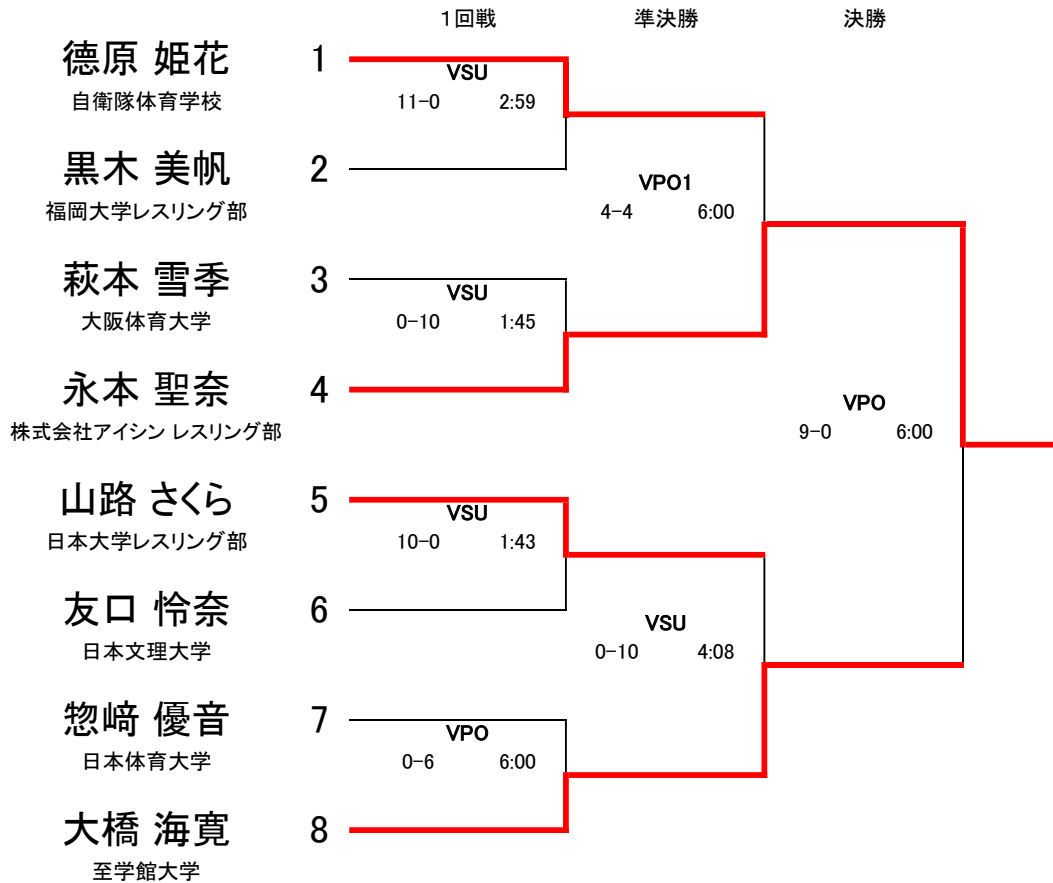 １回戦 準決勝 決勝
德原 姫花 1
自衛隊体育学校
VSU
11-0 2:59
黒木 美帆 2
福岡大学レスリング部
VPO1
4-4 6:00
萩本 雪季 3
大阪体育大学
VSU
0-10 1:45
永本 聖奈 4
株式会社アイシン レスリング部
VPO
9-0 6:00
山路 さくら 5
日本大学レスリング部
VSU
10-0 1:43
友口 怜奈 6
日本文理大学
VSU
0-10 4:08
惣﨑 優音 7
日本体育大学
VPO
0-6 6:00
大橋 海寛 8
至学館大学